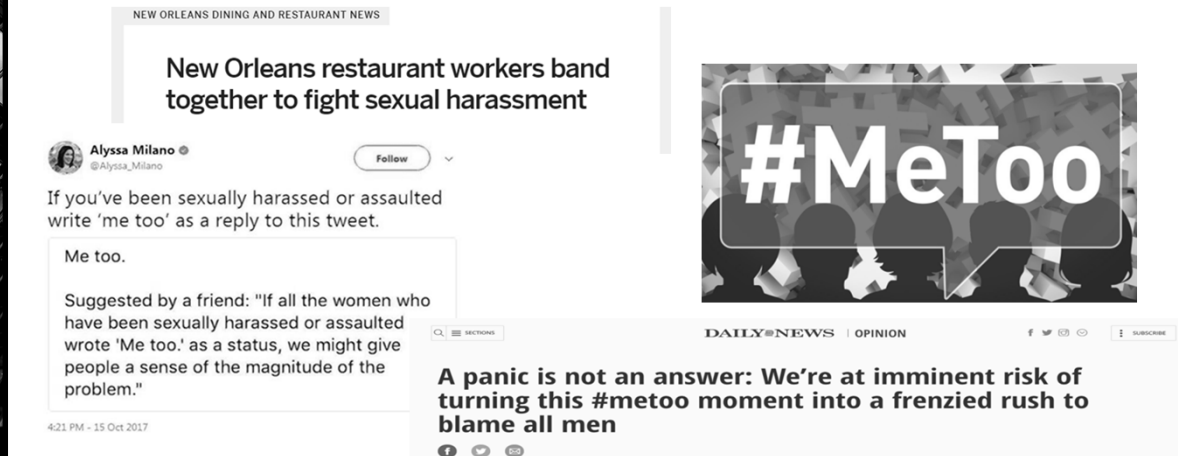 NEW ORLEANS DINING AND RESTAURANT NEWS
New Orleans restaurant workers band
together to fight sexual harassment
Alyssa Milano
@Alyssa_Milano
Follow
If you've been sexually harassed or assaulted
write 'me too' as a reply to this tweet.
Me too.
Suggested by a friend: "If all the women who
have been sexually harassed or assaulted
wrote 'Me too.' as a status, we might give
people a sense of the magnitude of the
problem."
4:21 PM - 15 Oct 2017
#MeToo
SECTIONS
DAILY NEWS | OPINION
SUBSCRIBE
A panic is not an answer: We're at imminent risk of
turning this #metoo moment into a frenzied rush to
blame all men